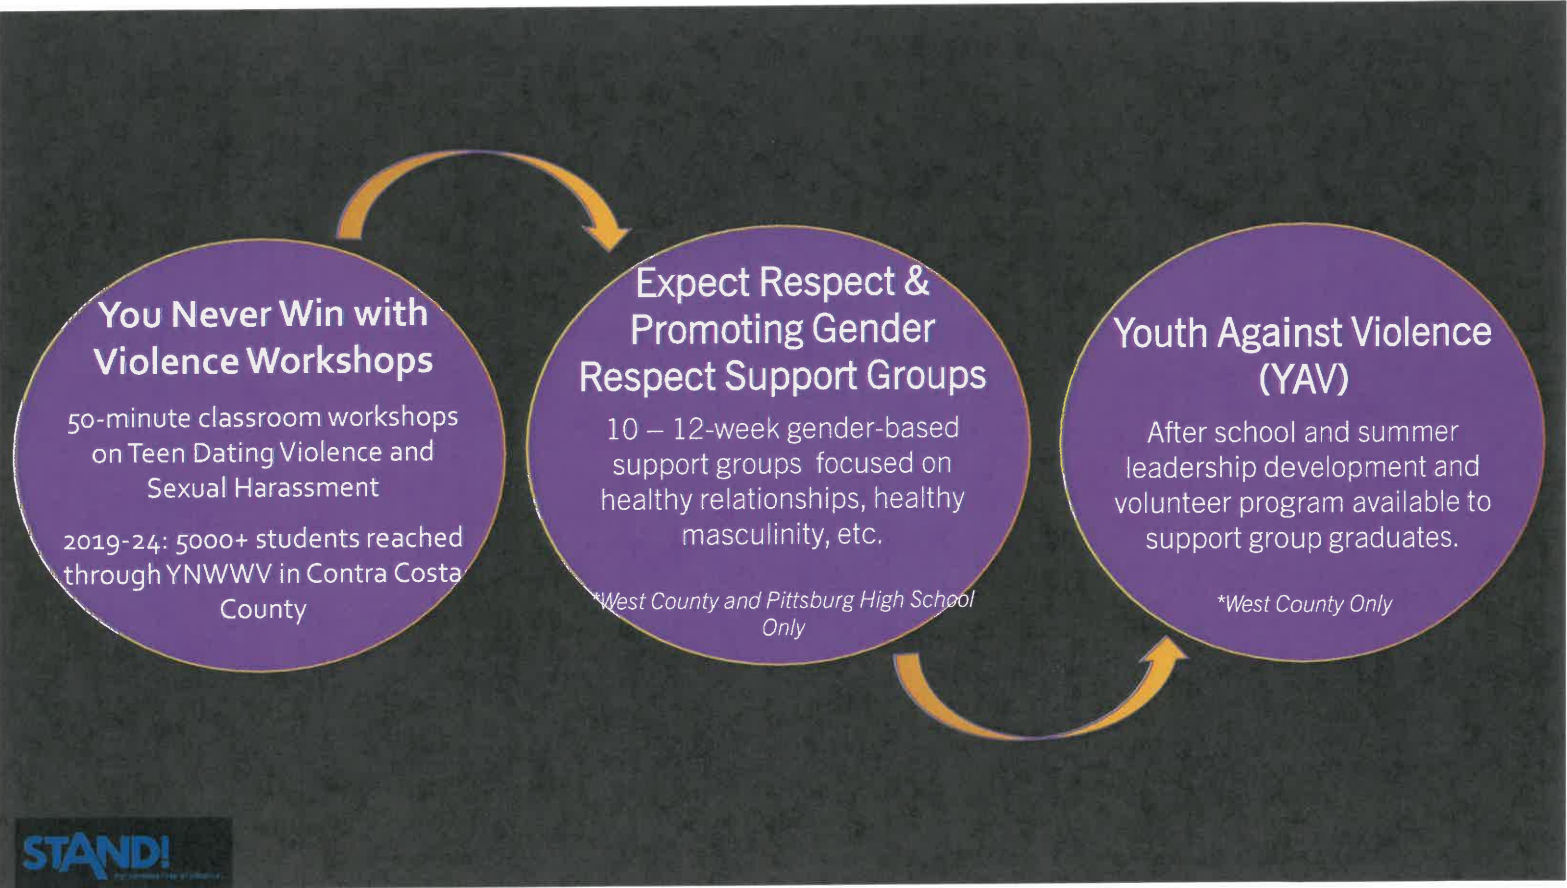 You Never Win with
Violence Workshops
50-minute classroom workshops
on Teen Dating Violence and
Sexual Harassment
2019-24: 5000+ students reached
through YNWWV in Contra Costa
County
Expect Respect &
Promoting Gender
Respect Support Groups
10 – 12-week gender-based
support groups focused on
healthy relationships, healthy
masculinity, etc.
*West County and Pittsburg High School
Only
Youth Against Violence
(YAV)
After school and summer
leadership development and
volunteer program available to
support group graduates.
*West County Only
STAND!